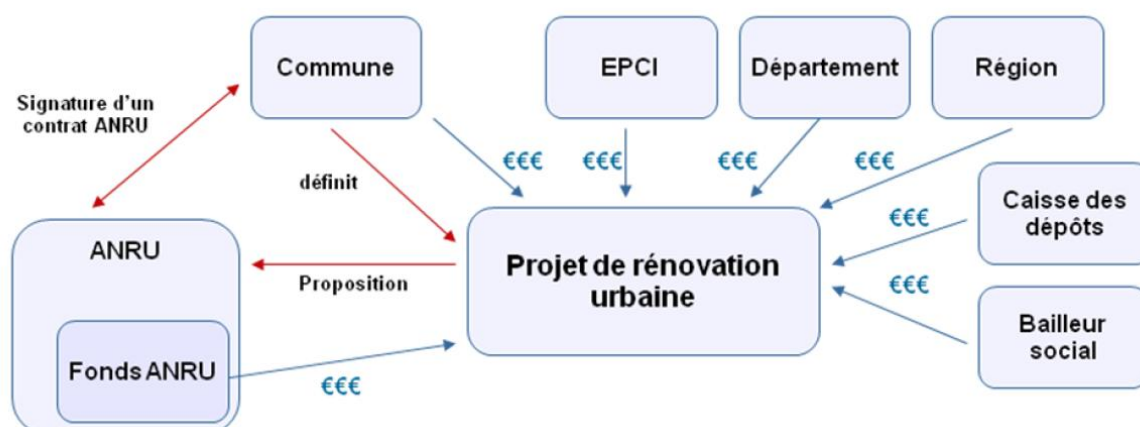 Commune
EPCI
Département
Région
Signature d'un
contrat ANRU
€€€
€€€
€€€
€€€
définit
Caisse des
dépôts
€€€
ANRU
Proposition
Projet de rénovation
urbaine
€€€
Bailleur
social
Fonds ANRU
€€€